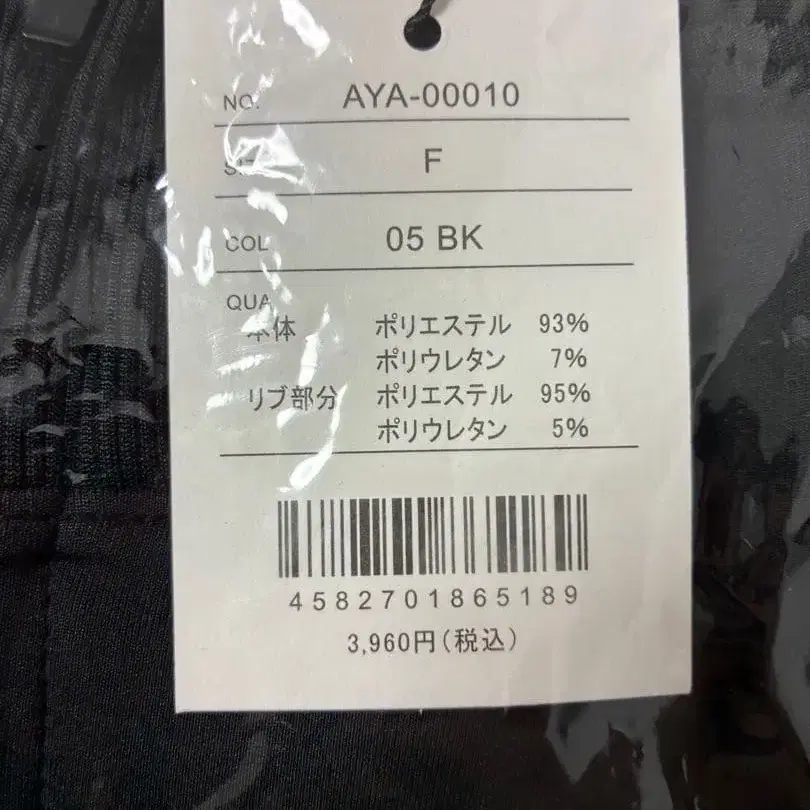 NO. AYA-00010
SIZ F
COL 05 BK
QUA
本体 ポリエステル 93%
ポリウレタン 7%
リブ部分 ポリエステル 95%
ポリウレタン 5%
4582701865189
3,960円(税込)